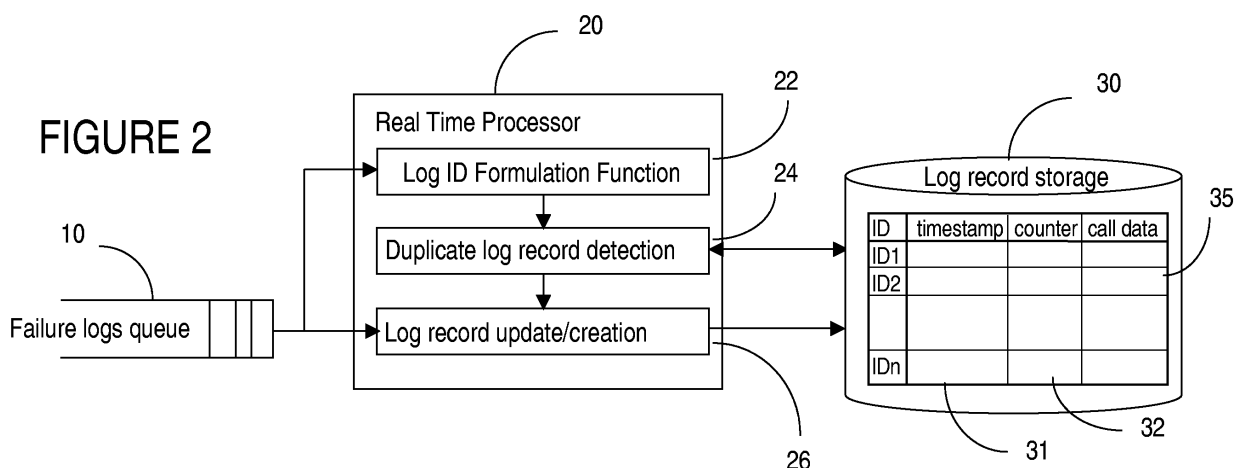 FIGURE 2
20
Real Time Processor
22
Log ID Formulation Function
24
Duplicate log record detection
10
Failure logs queue
Log record update/creation
26
30
Log record storage
35
ID timestamp counter call data
ID1
ID2
IDn
31
32